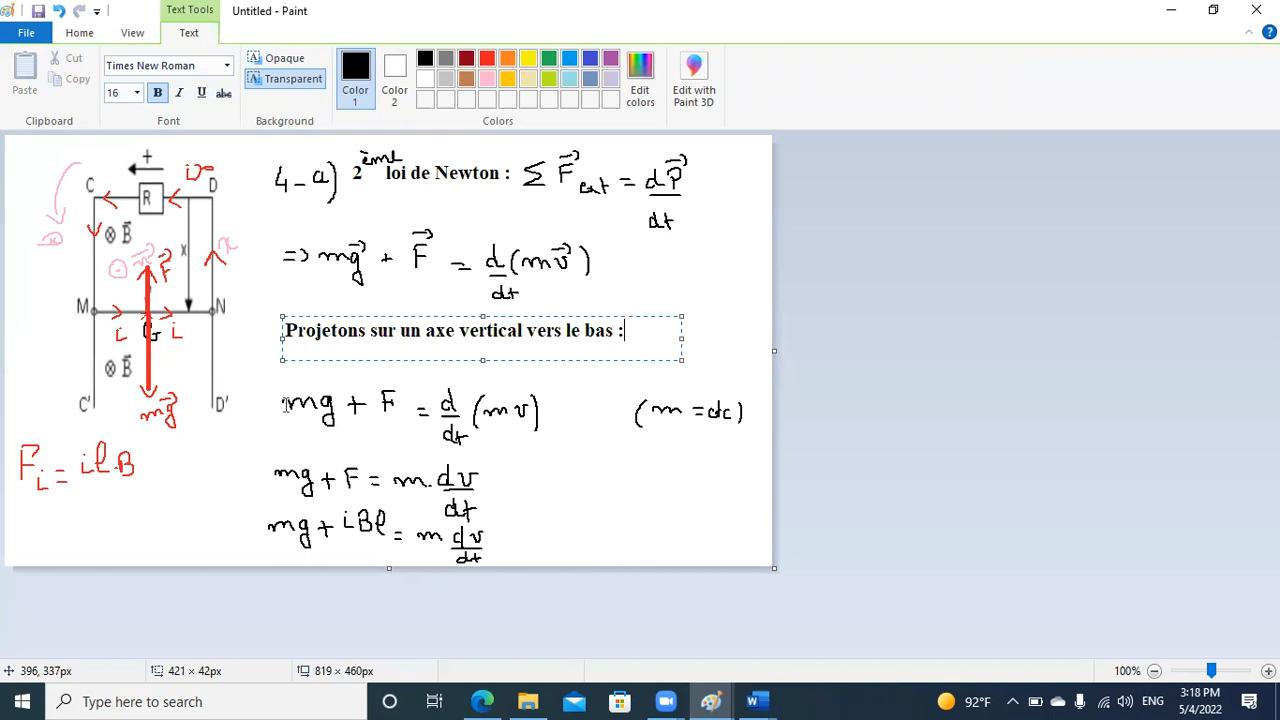 Text Tools
Untitled - Paint
File
Home
View
Text
Paste
Cut
Copy
Clipboard
Times New Roman
16
B I U abc
Font
Opaque
Transparent
Background
Color 1
Color 2
Edit colors
Edit with Paint 3D
Colors
+
C R D
⊗ B⃗
x
x
F⃗
M N
i G i
⊗ B⃗
C' D'
mg⃗
F_i = ilB
4-a) 2ème loi de Newton : Σ F⃗ext = dP⃗/dt
=> mg⃗ + F⃗ = d/dt (mv⃗)
Projetons sur un axe vertical vers le bas :
mg + F = d/dt (mv) (m = cte)
mg + F = m. dv/dt
mg + iBl = m dv/dt
396, 337px
421 × 42px
819 × 460px
100%
Type here to search
92°F
ENG
3:18 PM
5/4/2022